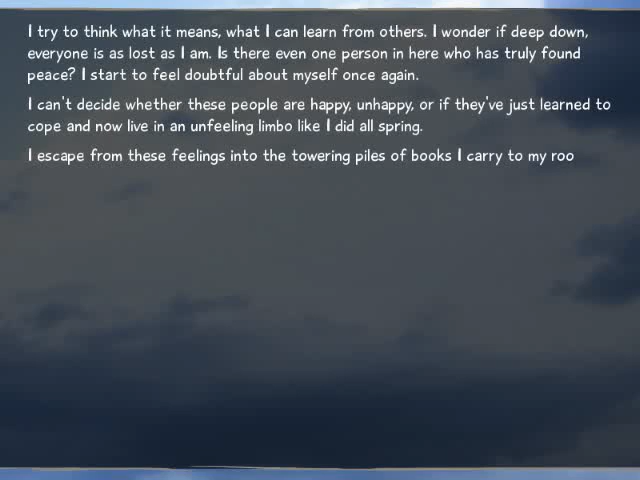 I try to think what it means, what I can learn from others. I wonder if deep down,
everyone is as lost as I am. Is there even one person in here who has truly found
peace? I start to feel doubtful about myself once again.
I can't decide whether these people are happy, unhappy, or if they've just learned to
cope and now live in an unfeeling limbo like I did all spring.
I escape from these feelings into the towering piles of books I carry to my roo